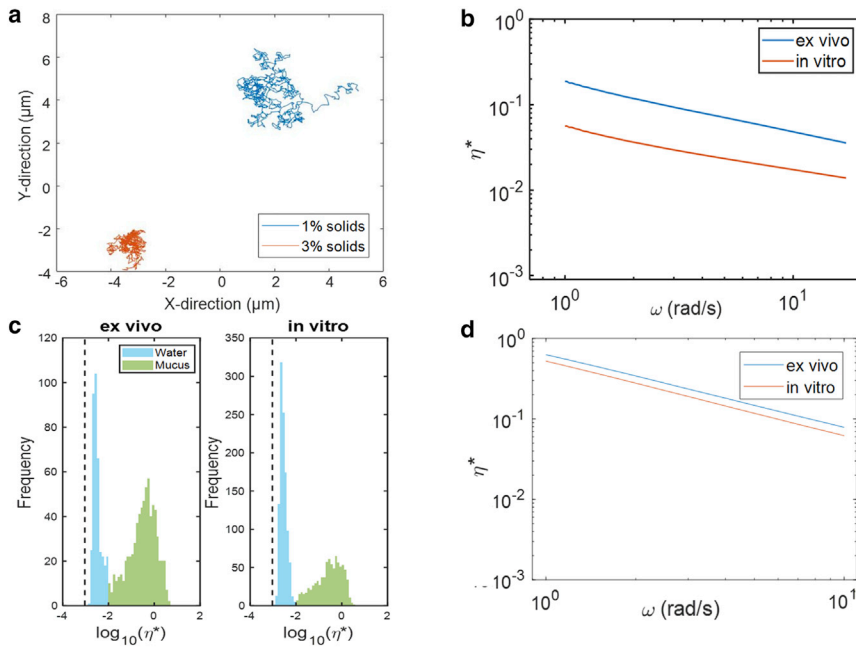 a
8
6
4
2
0
−2
−4
Y-direction (µm)
−6
−4
−2
0
2
4
6
X-direction (µm)
1% solids
3% solids
b
10^0
10^-1
10^-2
10^-3
η*
10^0
10^1
ω (rad/s)
ex vivo
in vitro
c
ex vivo
120
100
80
60
40
20
0
Frequency
-4
-2
0
2
log10(η*)
Water
Mucus
in vitro
350
300
250
200
150
100
50
0
Frequency
-4
-2
0
2
log10(η*)
d
10^0
10^-1
10^-2
10^-3
η*
10^0
10^1
ω (rad/s)
ex vivo
in vitro